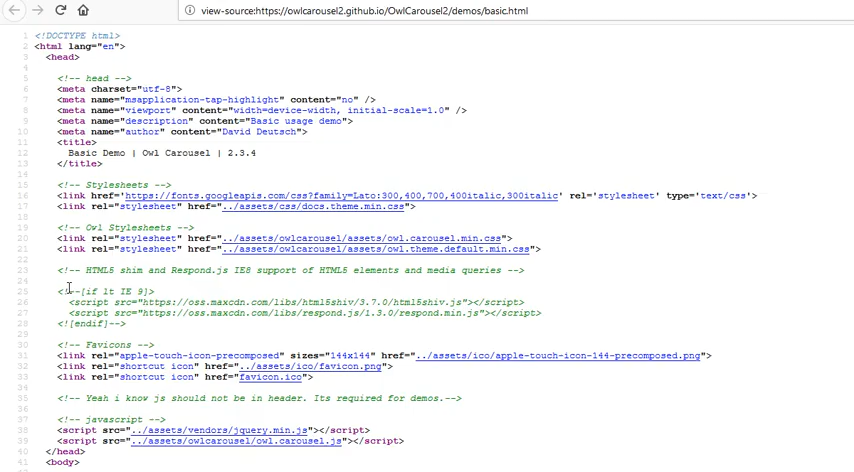 view-source:https://owlcarousel2.github.io/OwlCarousel2/demos/basic.html
1 <!DOCTYPE html>
2 <html lang="en">
3 <head>
4
5 <!-- head -->
6 <meta charset="utf-8">
7 <meta name="msapplication-tap-highlight" content="no" />
8 <meta name="viewport" content="width=device-width, initial-scale=1.0" />
9 <meta name="description" content="Basic usage demo">
10 <meta name="author" content="David Deutsch">
11 <title>
12 Basic Demo | Owl Carousel | 2.3.4
13 </title>
14
15 <!-- Stylesheets -->
16 <link href='https://fonts.googleapis.com/css?family=Lato:300,400,700,400italic,300italic' rel='stylesheet' type='text/css'>
17 <link rel="stylesheet" href="../assets/css/docs.theme.min.css">
18
19 <!-- Owl Stylesheets -->
20 <link rel="stylesheet" href="../assets/owlcarousel/assets/owl.carousel.min.css">
21 <link rel="stylesheet" href="../assets/owlcarousel/assets/owl.theme.default.min.css">
22
23 <!-- HTML5 shim and Respond.js IE8 support of HTML5 elements and media queries -->
24
25 <!--[if lt IE 9]>
26 <script src="https://oss.maxcdn.com/libs/html5shiv/3.7.0/html5shiv.js"></script>
27 <script src="https://oss.maxcdn.com/libs/respond.js/1.3.0/respond.min.js"></script>
28 <![endif]-->
29
30 <!-- Favicons -->
31 <link rel="apple-touch-icon-precomposed" sizes="144x144" href="../assets/ico/apple-touch-icon-144-precomposed.png">
32 <link rel="shortcut icon" href="../assets/ico/favicon.png">
33 <link rel="shortcut icon" href="favicon.ico">
34
35 <!-- Yeah i know js should not be in header. Its required for demos.-->
36
37 <!-- javascript -->
38 <script src="../assets/vendors/jquery.min.js"></script>
39 <script src="../assets/owlcarousel/owl.carousel.js"></script>
40 </head>
41 <body>